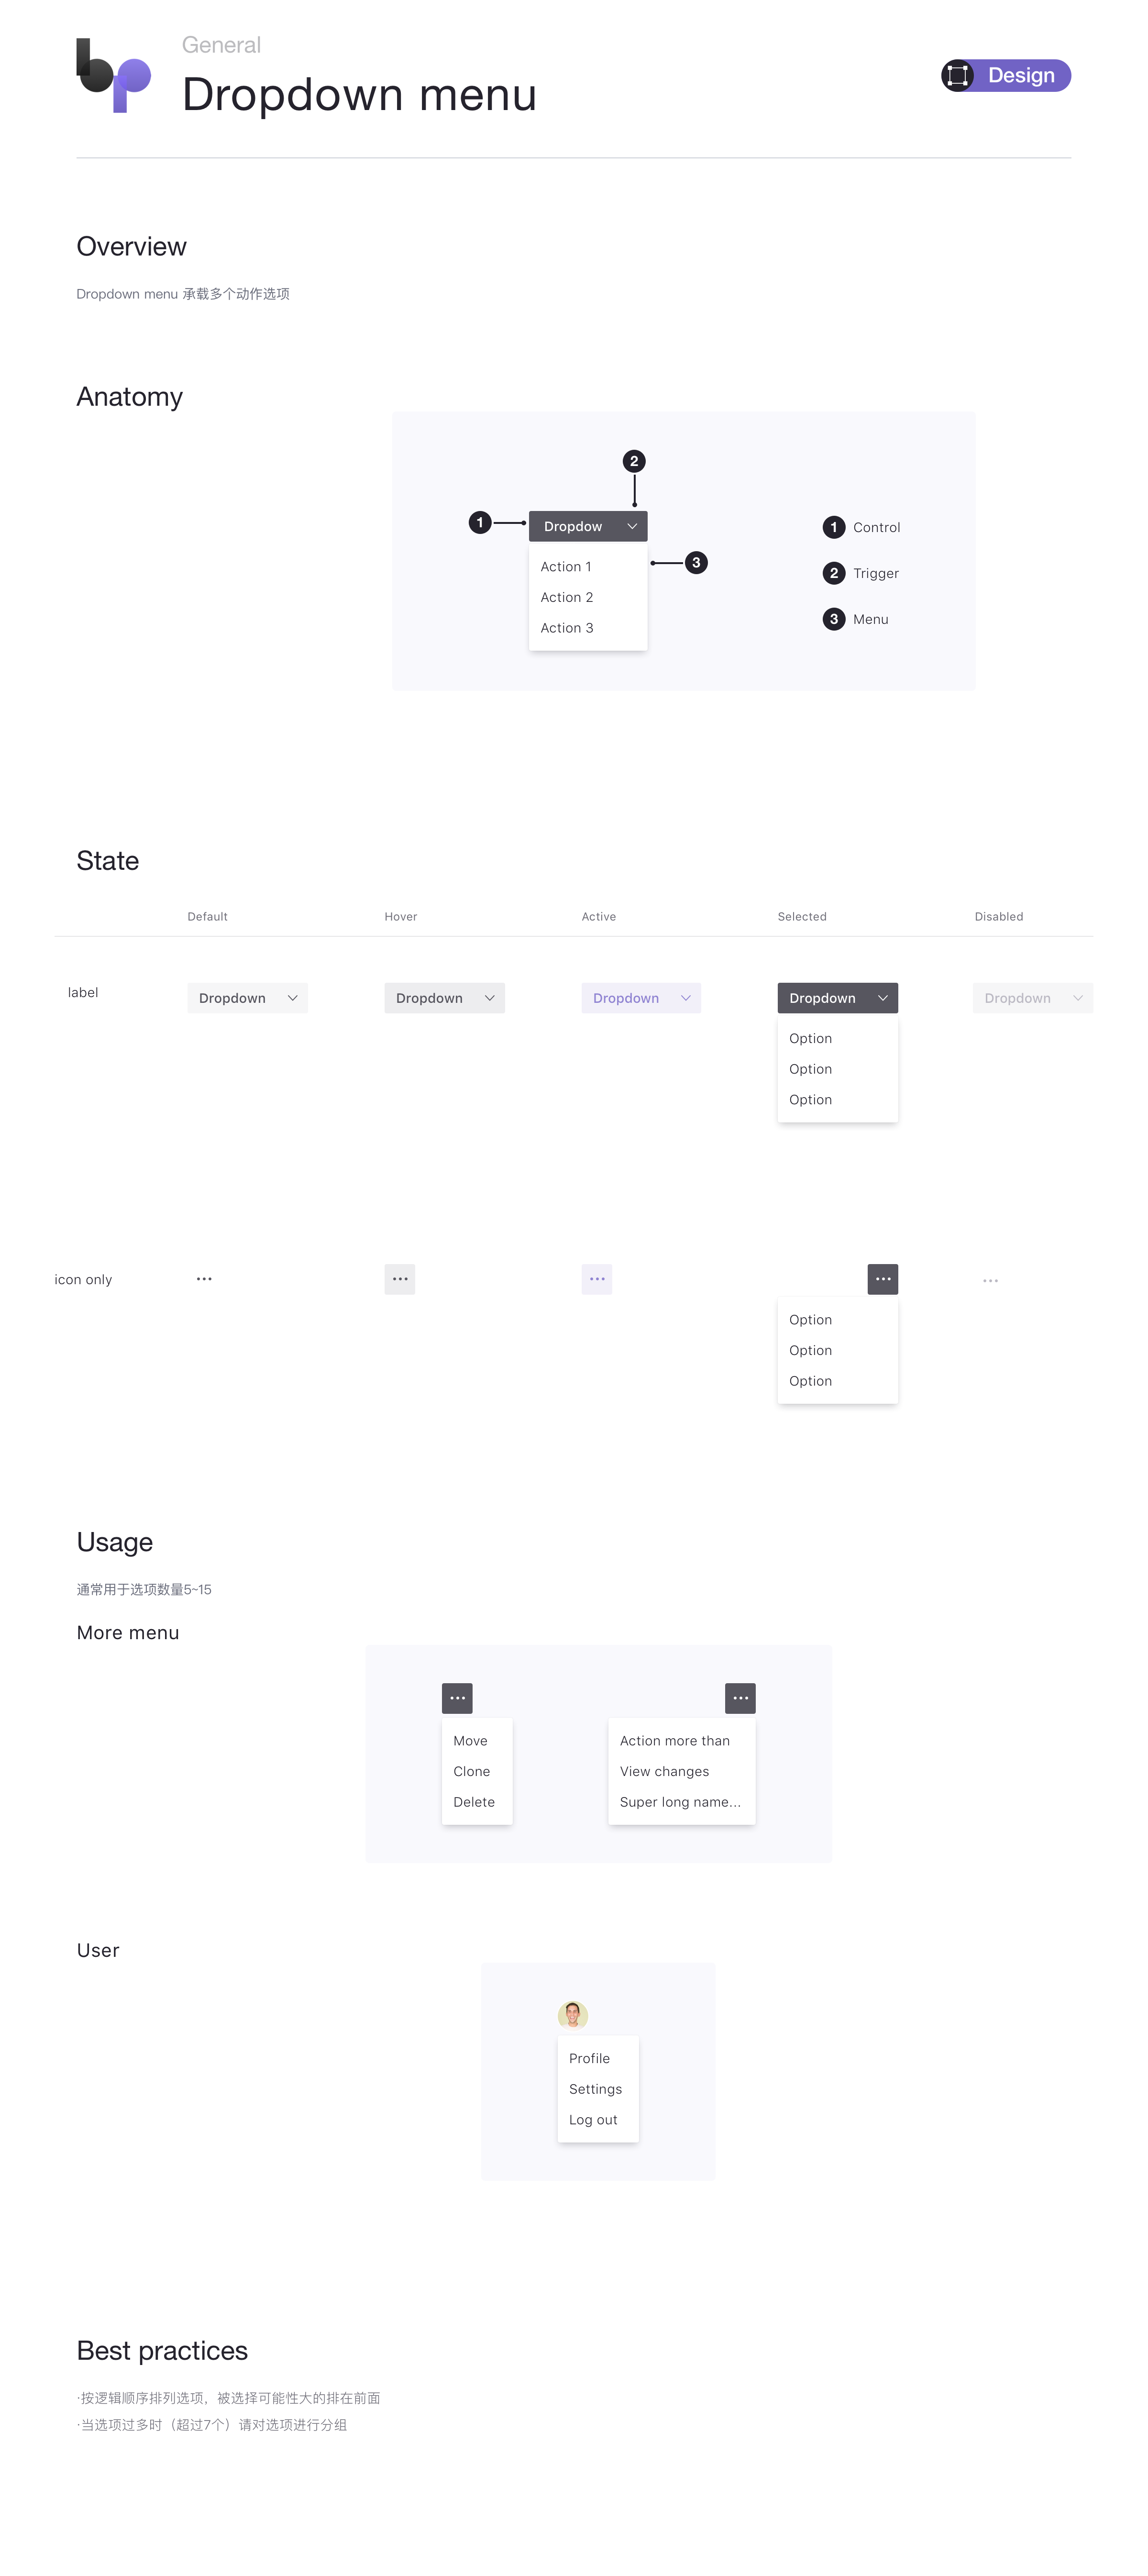 General
Dropdown menu
Design
Overview
Dropdown menu 承载多个动作选项
Anatomy
2
1
Dropdow
3
Action 1
Action 2
Action 3
1 Control
2 Trigger
3 Menu
State
Default Hover Active Selected Disabled
label Dropdown Dropdown Dropdown Dropdown Dropdown
Option
Option
Option
icon only
Option
Option
Option
Usage
通常用于选项数量5~15
More menu
Move
Clone
Delete
Action more than
View changes
Super long name...
User
Profile
Settings
Log out
Best practices
·按逻辑顺序排列选项，被选择可能性大的排在前面
·当选项过多时（超过7个）请对选项进行分组